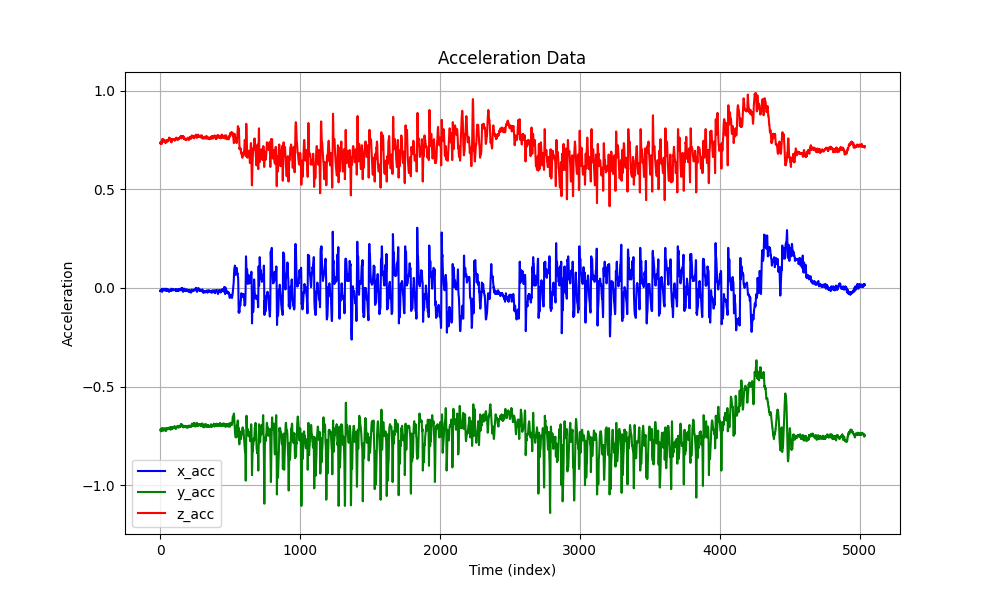 Acceleration Data
1.0
0.5
0.0
−0.5
−1.0
Acceleration
x_acc
y_acc
z_acc
0
1000
2000
3000
4000
5000
Time (index)